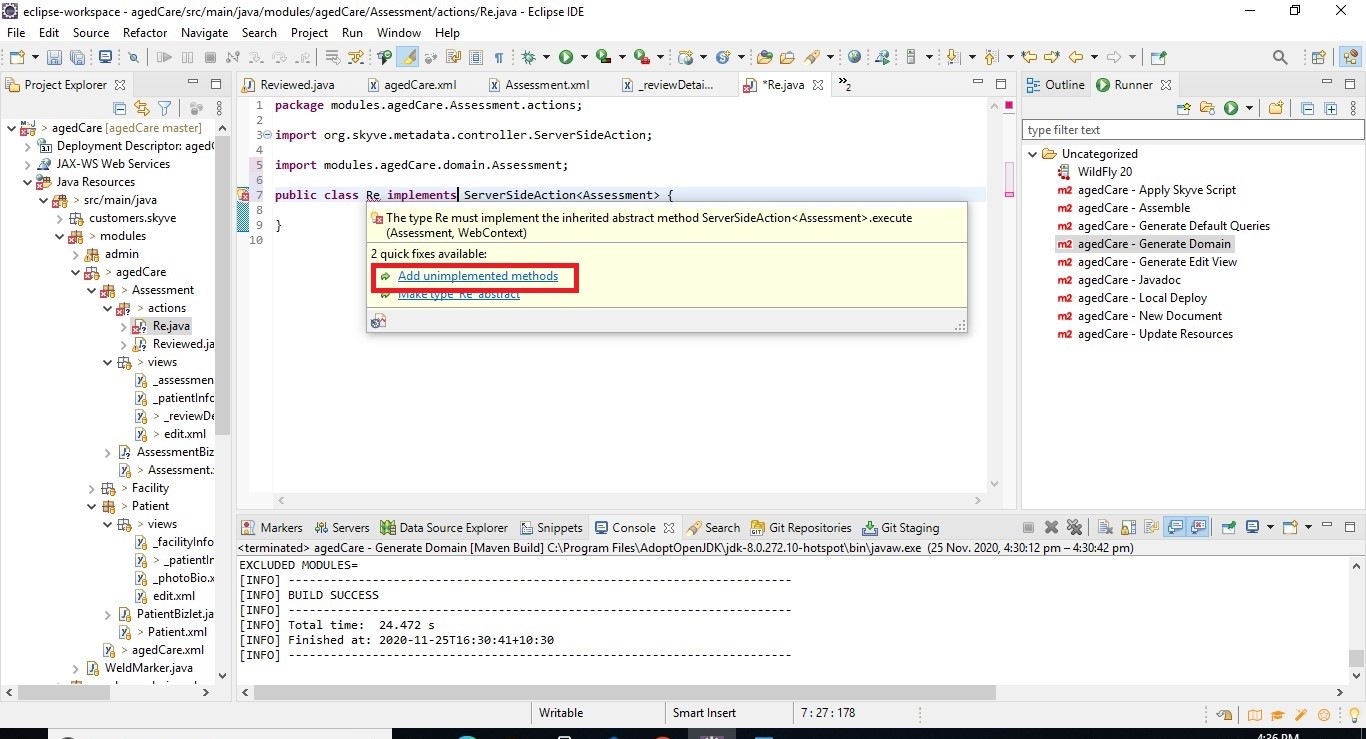 eclipse-workspace - agedCare/src/main/java/modules/agedCare/Assessment/actions/Re.java - Eclipse IDE
File Edit Source Refactor Navigate Search Project Run Window Help
Project Explorer
> agedCare [agedCare master]
Deployment Descriptor: agedC
JAX-WS Web Services
Java Resources
> src/main/java
customers.skyve
> modules
admin
> agedCare
> Assessment
> actions
Re.java
Reviewed.ja
> views
_assessmen
_patientInfo
> _reviewDe
> edit.xml
AssessmentBiz
> Assessment.x
> Facility
> Patient
> views
_facilityInfo
> _patientIn
_photoBio.x
edit.xml
PatientBizlet.ja
> Patient.xml
> agedCare.xml
WeldMarker.java
Reviewed.java
agedCare.xml
Assessment.xml
_reviewDetai...
*Re.java
»2
1 package modules.agedCare.Assessment.actions;
2
3 import org.skyve.metadata.controller.ServerSideAction;
4
5 import modules.agedCare.domain.Assessment;
6
7 public class Re implements ServerSideAction<Assessment> {
8
9 }
10
The type Re must implement the inherited abstract method ServerSideAction<Assessment>.execute
(Assessment, WebContext)
2 quick fixes available:
Add unimplemented methods
Make type 'Re' abstract
Outline
Runner
type filter text
Uncategorized
WildFly 20
m2 agedCare - Apply Skyve Script
m2 agedCare - Assemble
m2 agedCare - Generate Default Queries
m2 agedCare - Generate Domain
m2 agedCare - Generate Edit View
m2 agedCare - Javadoc
m2 agedCare - Local Deploy
m2 agedCare - New Document
m2 agedCare - Update Resources
Markers Servers Data Source Explorer Snippets Console Search Git Repositories Git Staging
<terminated> agedCare - Generate Domain [Maven Build] C:\Program Files\AdoptOpenJDK\jdk-8.0.272.10-hotspot\bin\javaw.exe (25 Nov. 2020, 4:30:12 pm – 4:30:42 pm)
EXCLUDED MODULES=
[INFO] ------------------------------------------------------------------------
[INFO] BUILD SUCCESS
[INFO] ------------------------------------------------------------------------
[INFO] Total time:  24.472 s
[INFO] Finished at: 2020-11-25T16:30:41+10:30
[INFO] ------------------------------------------------------------------------
Writable
Smart Insert
7 : 27 : 178
4:36 PM